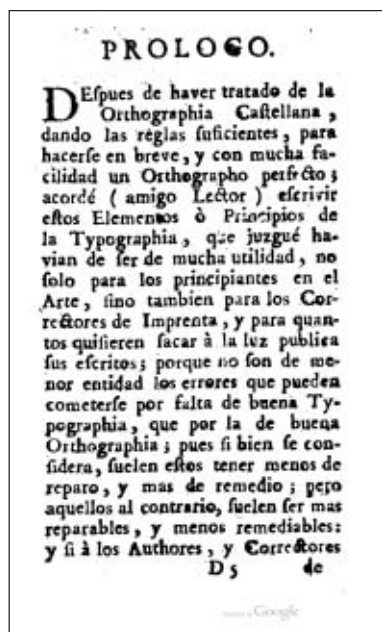 PROLOGO.
DEſpues de haver tratado de la
Orthographia Caſtellana,
dando las reglas ſuficientes, para
hacerſe en breve, y con mucha fa-
cilidad un Orthographo perfecto;
acordé (amigo Lector) eſcrivir
eſtos Elementos ò Principios de
la Typographia, que juzgué ha-
vian de ſer de mucha utilidad, no
ſolo para los principiantes en el
Arte, ſino tambien para los Cor-
rectores de Imprenta, y para quan-
tos quiſieren ſacar à la luz publica
ſus eſcritos; porque no ſon de me-
nor entidad los errores que pueden
cometerſe por falta de buena Ty-
pographia, que por la de buena
Orthographia; pues ſi bien ſe con-
ſidera, ſuelen eſtos tener menos de
reparo, y mas de remedio; pero
aquellos al contrario, ſuelen ſer mas
reparables, y menos remediables:
y ſi à los Authores, y Correctores
D 5 de
Google